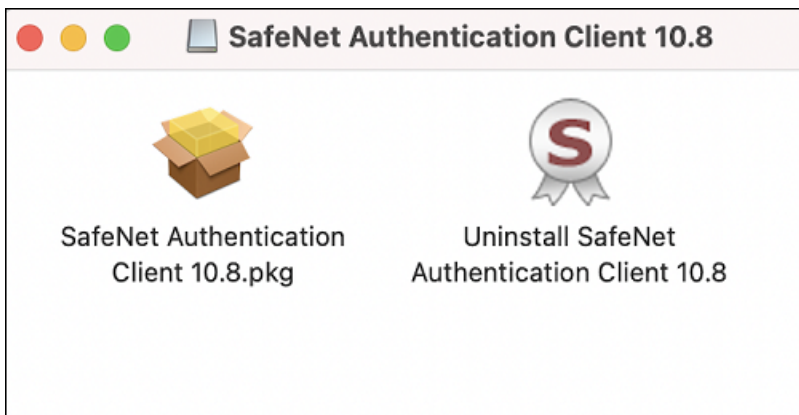 SafeNet Authentication Client 10.8
S
SafeNet Authentication
Client 10.8.pkg
Uninstall SafeNet
Authentication Client 10.8